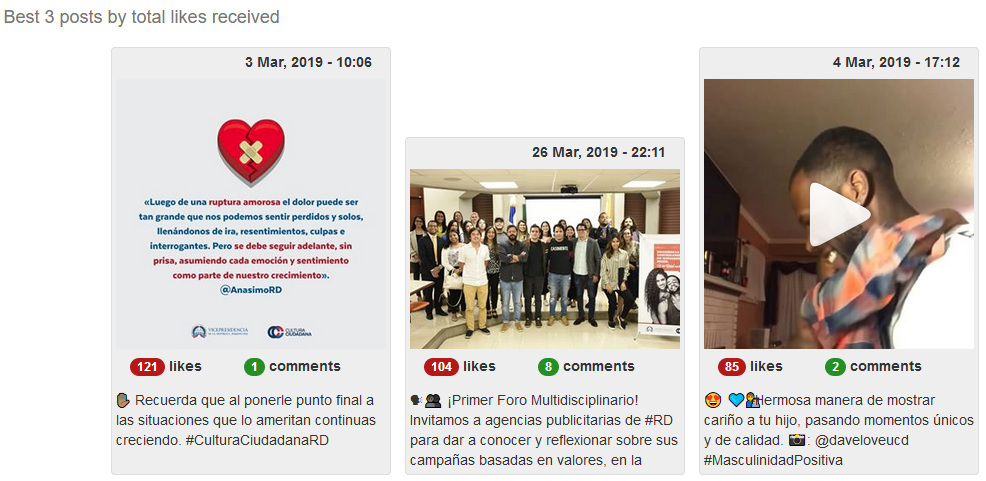 Best 3 posts by total likes received
3 Mar, 2019 - 10:06
«Luego de una ruptura amorosa el dolor puede ser
tan grande que nos podemos sentir perdidos y solos,
llenándonos de ira, resentimientos, culpas e
interrogantes. Pero se debe seguir adelante, sin
prisa, asumiendo cada emoción y sentimiento
como parte de nuestro crecimiento».
@AnasimoRD
VICEPRESIDENCIA
CULTURA
CIUDADANA
121 likes
1 comments
Recuerda que al ponerle punto final a
las situaciones que lo ameritan continuas
creciendo. #CulturaCiudadanaRD
26 Mar, 2019 - 22:11
104 likes
8 comments
¡Primer Foro Multidisciplinario!
Invitamos a agencias publicitarias de #RD
para dar a conocer y reflexionar sobre sus
campañas basadas en valores, en la
4 Mar, 2019 - 17:12
85 likes
2 comments
Hermosa manera de mostrar
cariño a tu hijo, pasando momentos únicos
y de calidad. : @daveloveucd
#MasculinidadPositiva